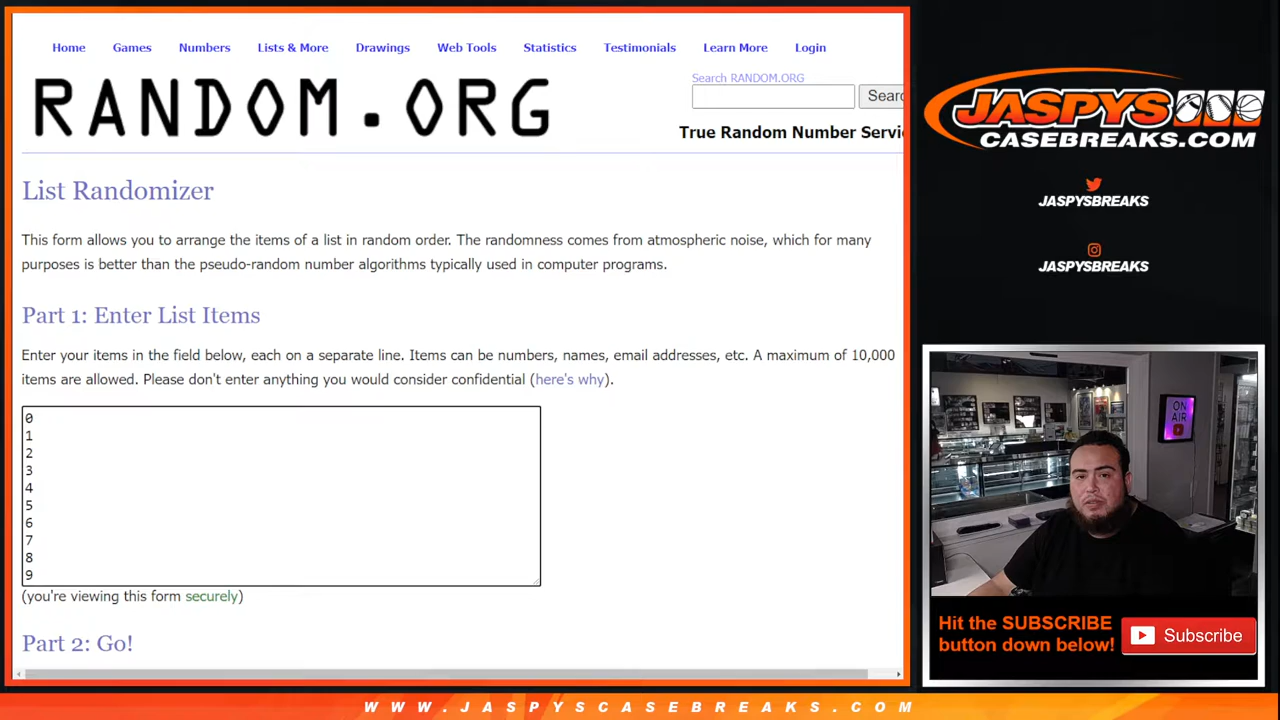 Home Games Numbers Lists & More Drawings Web Tools Statistics Testimonials Learn More Login
RANDOM.ORG
Search RANDOM.ORG
Searc
True Random Number Servi
List Randomizer
This form allows you to arrange the items of a list in random order. The randomness comes from atmospheric noise, which for many
purposes is better than the pseudo-random number algorithms typically used in computer programs.
Part 1: Enter List Items
Enter your items in the field below, each on a separate line. Items can be numbers, names, email addresses, etc. A maximum of 10,000
items are allowed. Please don't enter anything you would consider confidential (here's why).
0
1
2
3
4
5
6
7
8
9
(you're viewing this form securely)
Part 2: Go!
JASPYS
CASEBREAKS.COM
JASPYSBREAKS
JASPYSBREAKS
ON
AIR
Hit the SUBSCRIBE
button down below!
Subscribe
WWW.JASPYSCASEBREAKS.COM